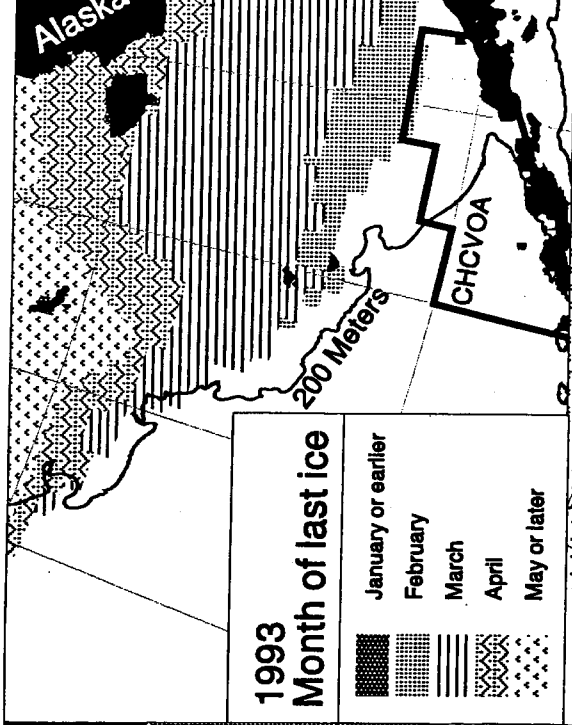 Alaska
200 Meters
CHCVOA
1993
Month of last ice
January or earlier
February
March
April
May or later